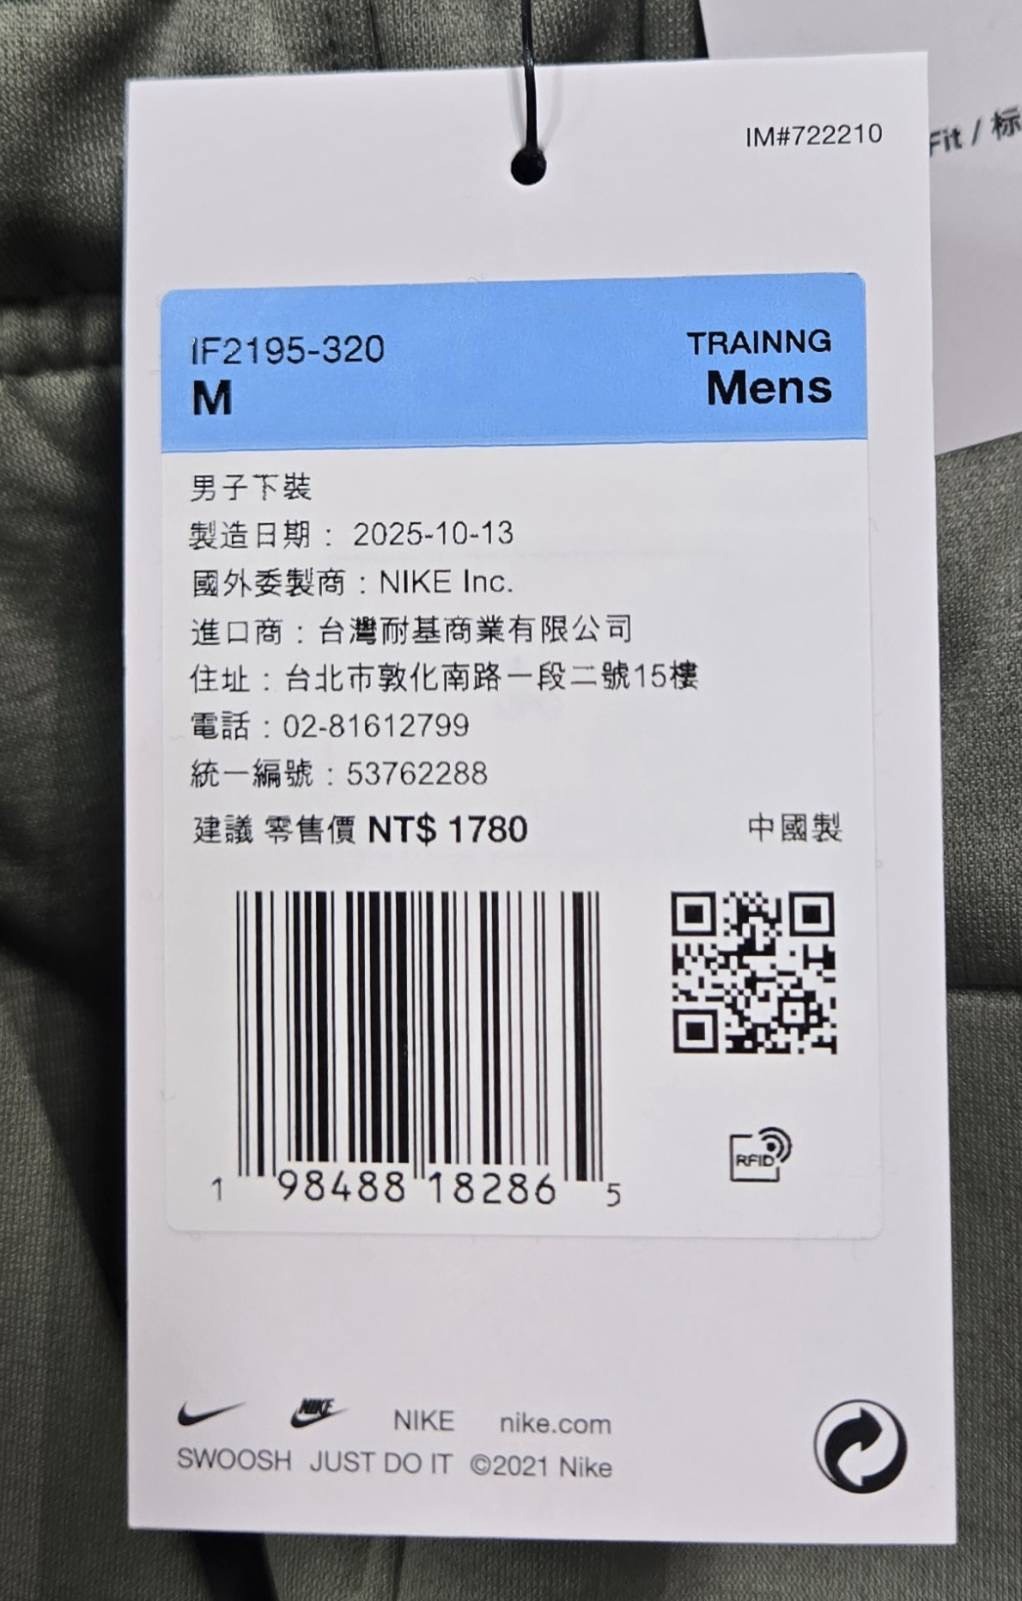 IM#722210
Fit / 标
IF2195-320
TRAINNG
M
Mens
男子下裝
製造日期： 2025-10-13
國外委製商：NIKE Inc.
進口商：台灣耐基商業有限公司
住址：台北市敦化南路一段二號15樓
電話：02-81612799
統一編號：53762288
建議 零售價 NT$ 1780
中國製
1 98488 18286 5
RFID
NIKE NIKE nike.com
SWOOSH JUST DO IT ©2021 Nike